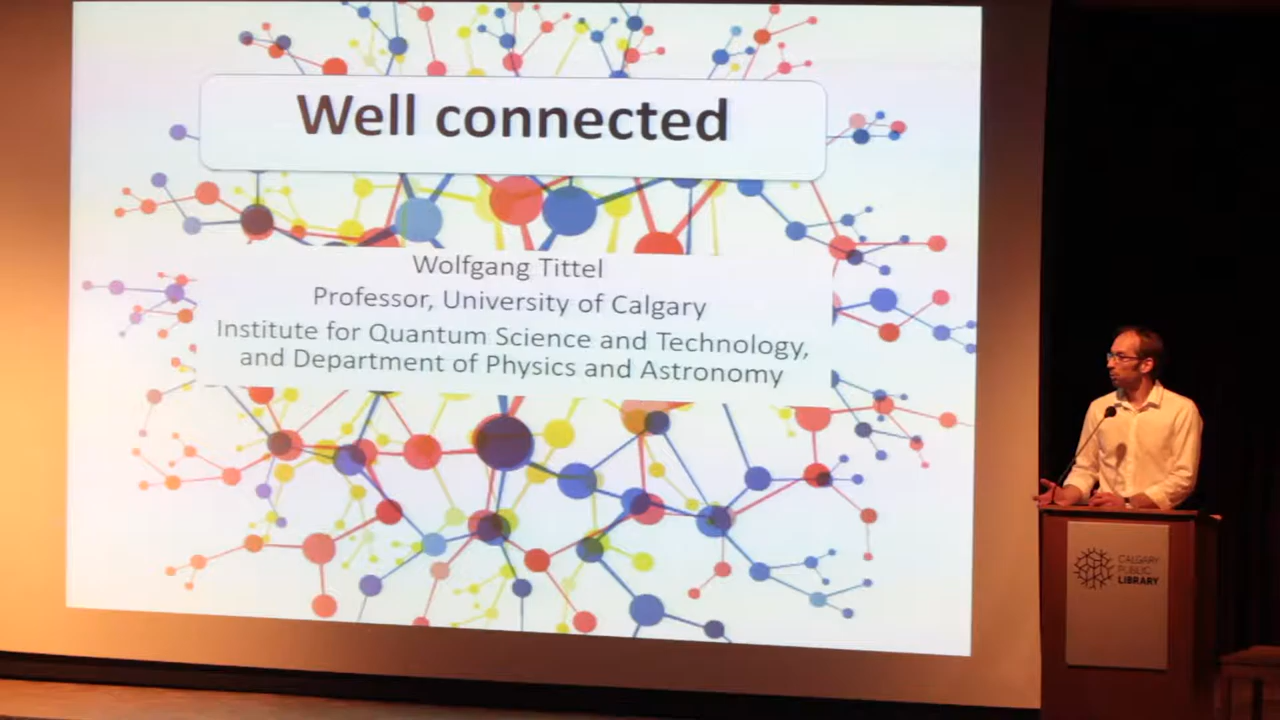 Well connected
Wolfgang Tittel
Professor, University of Calgary
Institute for Quantum Science and Technology,
and Department of Physics and Astronomy
CALGARY
PUBLIC
LIBRARY